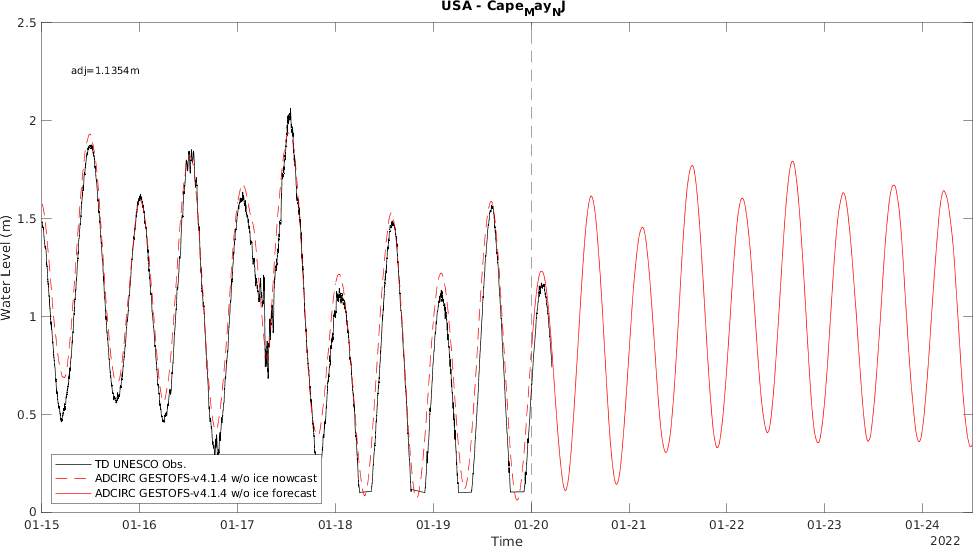 USA - Cape_May_NJ
2.5
adj=1.1354m
2
1.5
Water Level (m)
1
0.5
TD UNESCO Obs.
ADCIRC GESTOFS-v4.1.4 w/o ice nowcast
ADCIRC GESTOFS-v4.1.4 w/o ice forecast
0
01-15 01-16 01-17 01-18 01-19 01-20 01-21 01-22 01-23 01-24
Time
2022